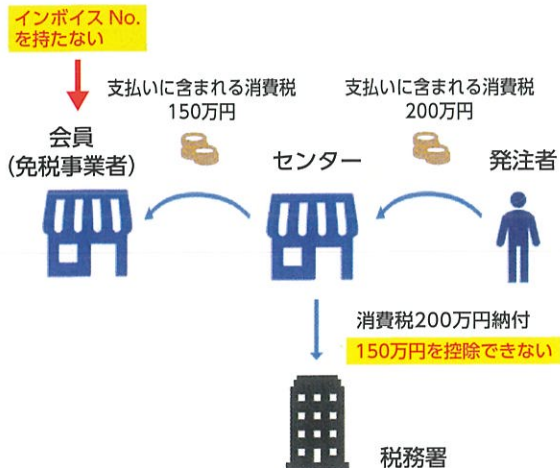 インボイス No.
を持たない
支払いに含まれる消費税
150万円
支払いに含まれる消費税
200万円
会員
(免税事業者)
センター
発注者
消費税200万円納付
150万円を控除できない
税務署